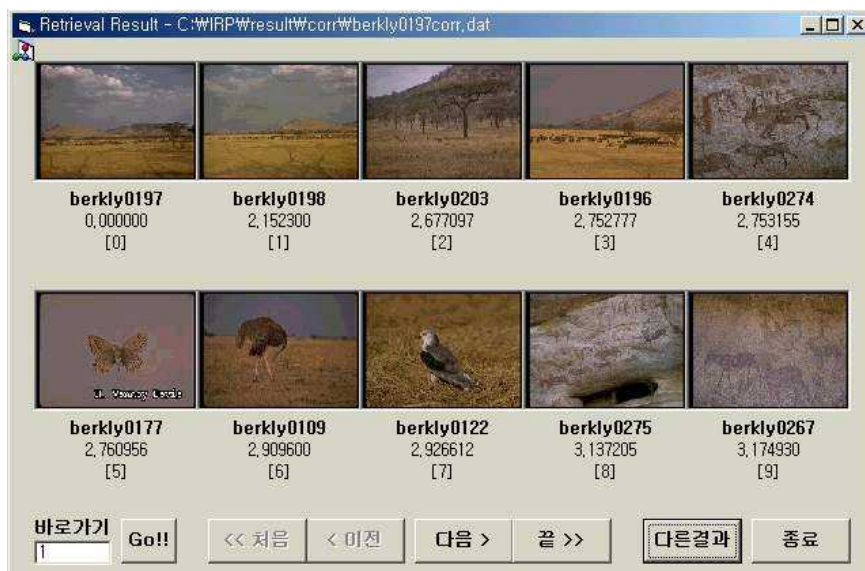 Retrieval Result - C:₩IRP₩result₩corr₩berkly0197corr,dat
berkly0197 berkly0198 berkly0203 berkly0196 berkly0274
0,000000 2,152300 2,677097 2,752777 2,753155
[0] [1] [2] [3] [4]
berkly0177 berkly0109 berkly0122 berkly0275 berkly0267
2,760956 2,909600 2,926612 3,137205 3,174930
[5] [6] [7] [8] [9]
바로가기
1
Go!!
<< 처음
< 이전
다음 >
끝 >>
다른결과
종료